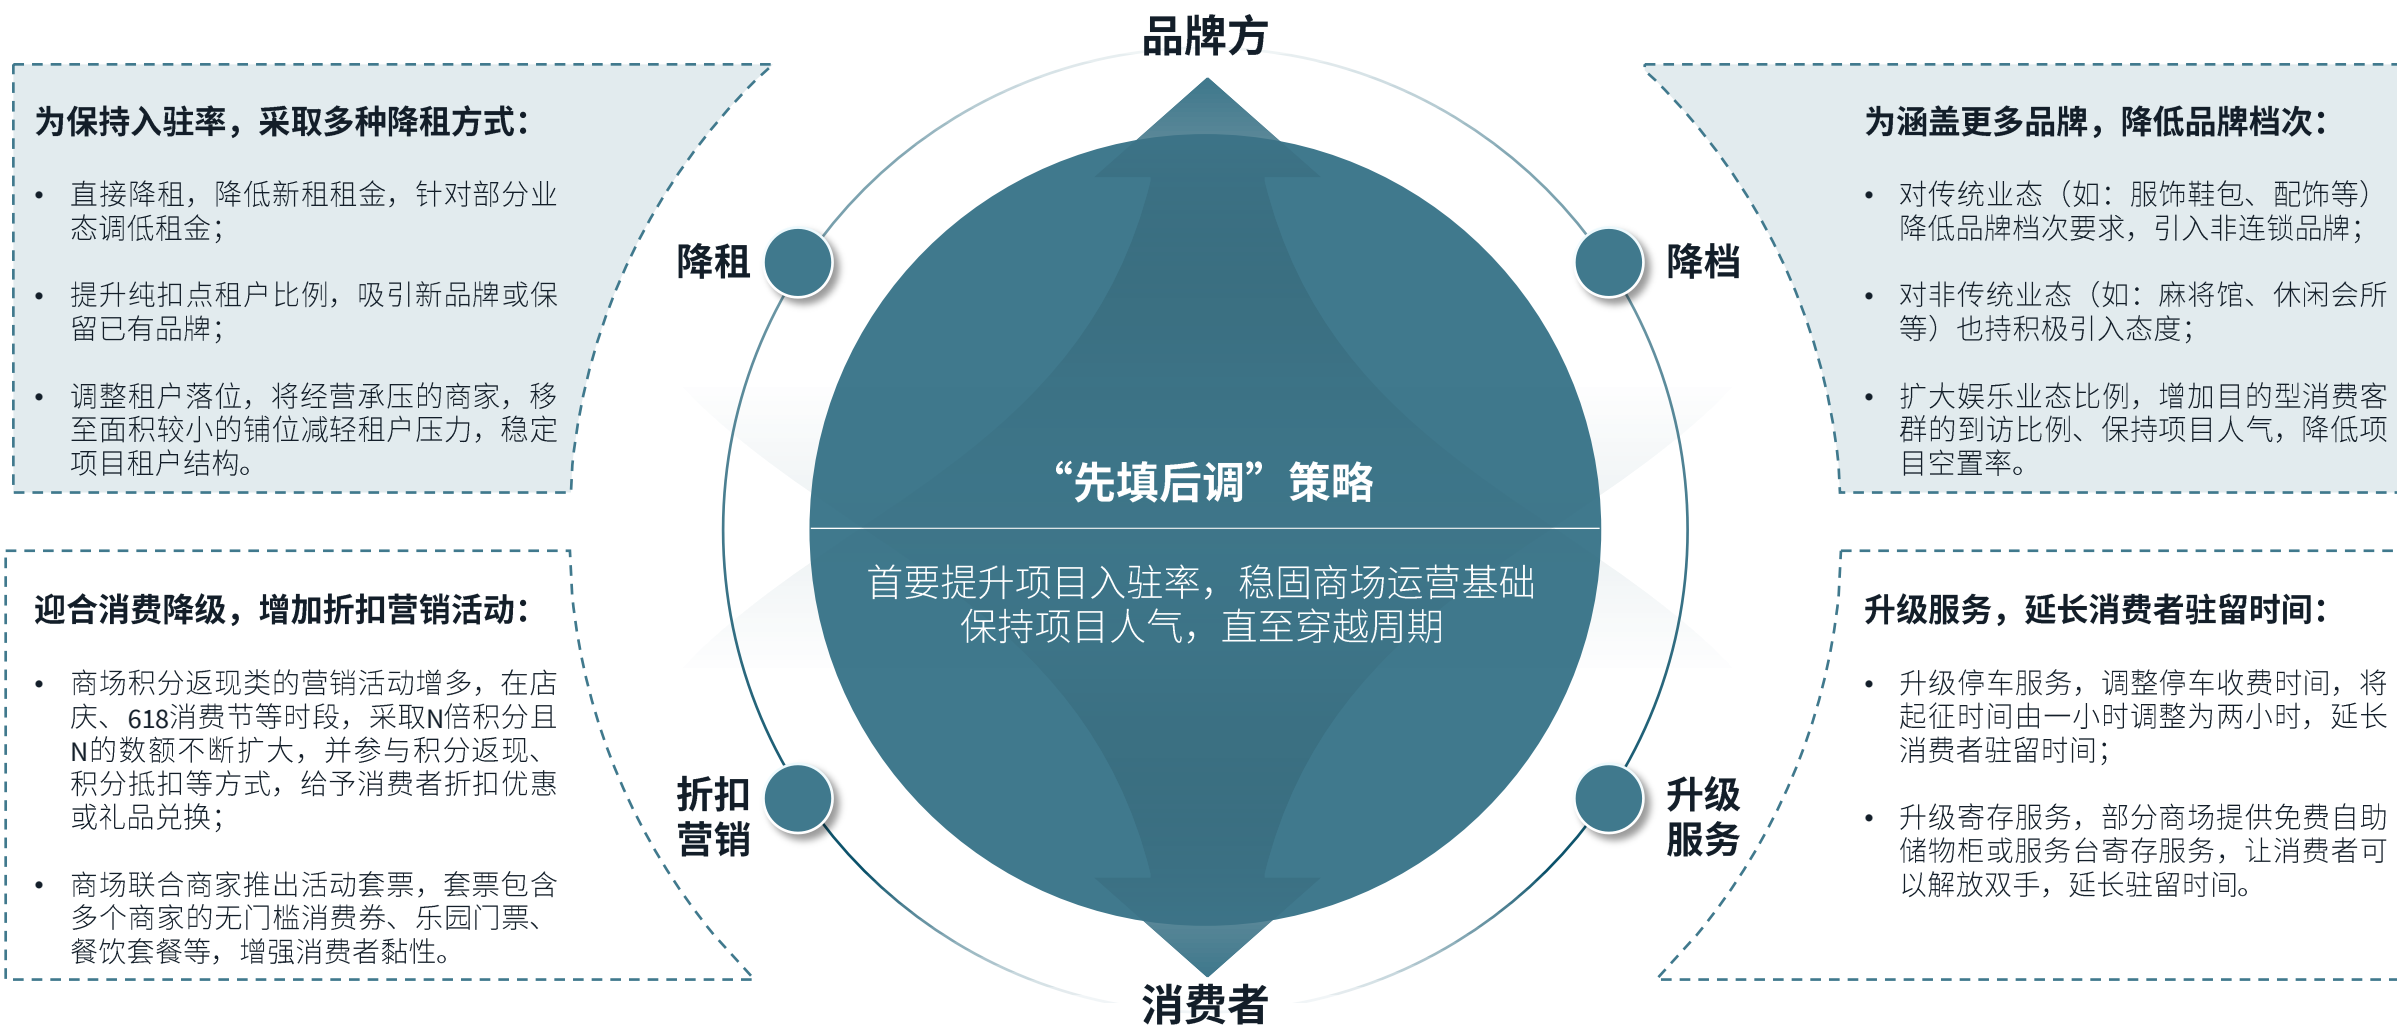 品牌方
为保持入驻率，采取多种降租方式：
• 直接降租，降低新租租金，针对部分业
态调低租金；
• 提升纯扣点租户比例，吸引新品牌或保
留已有品牌；
• 调整租户落位，将经营承压的商家，移
至面积较小的铺位减轻租户压力，稳定
项目租户结构。
降租
为涵盖更多品牌，降低品牌档次：
• 对传统业态（如：服饰鞋包、配饰等）
降低品牌档次要求，引入非连锁品牌；
• 对非传统业态（如：麻将馆、休闲会所
等）也持积极引入态度；
• 扩大娱乐业态比例，增加目的型消费客
群的到访比例、保持项目人气，降低项
目空置率。
降档
“先填后调”策略
首要提升项目入驻率，稳固商场运营基础
保持项目人气，直至穿越周期
迎合消费降级，增加折扣营销活动：
• 商场积分返现类的营销活动增多，在店
庆、618消费节等时段，采取N倍积分且
N的数额不断扩大，并参与积分返现、
积分抵扣等方式，给予消费者折扣优惠
或礼品兑换；
• 商场联合商家推出活动套票，套票包含
多个商家的无门槛消费券、乐园门票、
餐饮套餐等，增强消费者黏性。
折扣
营销
升级服务，延长消费者驻留时间：
• 升级停车服务，调整停车收费时间，将
起征时间由一小时调整为两小时，延长
消费者驻留时间；
• 升级寄存服务，部分商场提供免费自助
储物柜或服务台寄存服务，让消费者可
以解放双手，延长驻留时间。
升级
服务
消费者